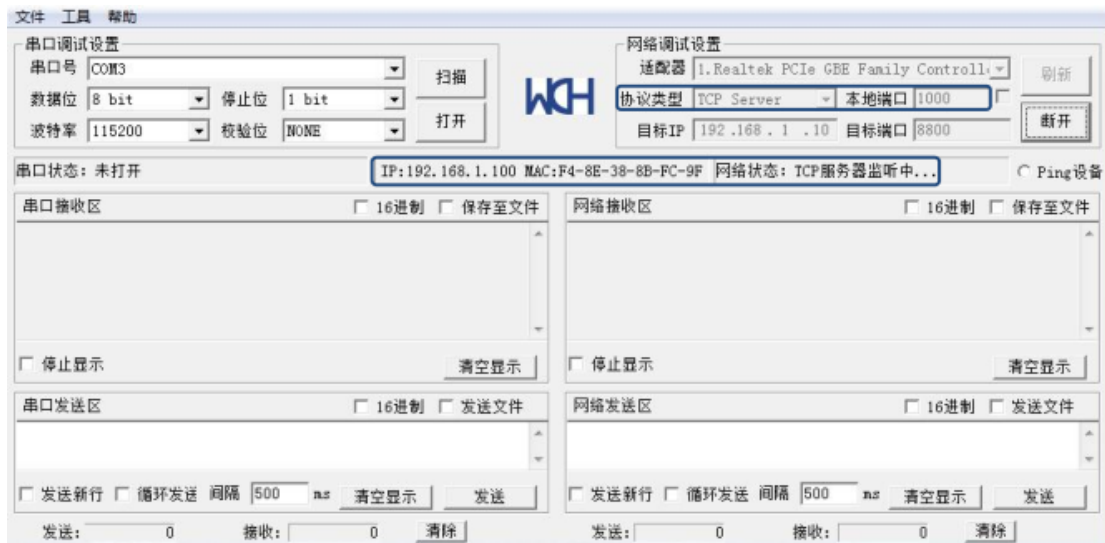 文件 工具 帮助
串口调试设置
串口号 COM3 扫描
数据位 8 bit 停止位 1 bit
波特率 115200 校验位 NONE 打开
WCH
网络调试设置
适配器 1.Realtek PCIe GBE Family Controll 刷新
协议类型 TCP Server 本地端口 1000
目标IP 192.168.1.10 目标端口 8800 断开
串口状态: 未打开 IP:192.168.1.100 MAC:F4-8E-38-8B-FC-9F 网络状态: TCP服务器监听中... Ping设备
串口接收区 16进制 保存至文件
停止显示 清空显示
网络接收区 16进制 保存至文件
停止显示 清空显示
串口发送区 16进制 发送文件
发送新行 循环发送 间隔 500 ms 清空显示 发送
发送: 0 接收: 0 清除
网络发送区 16进制 发送文件
发送新行 循环发送 间隔 500 ms 清空显示 发送
发送: 0 接收: 0 清除